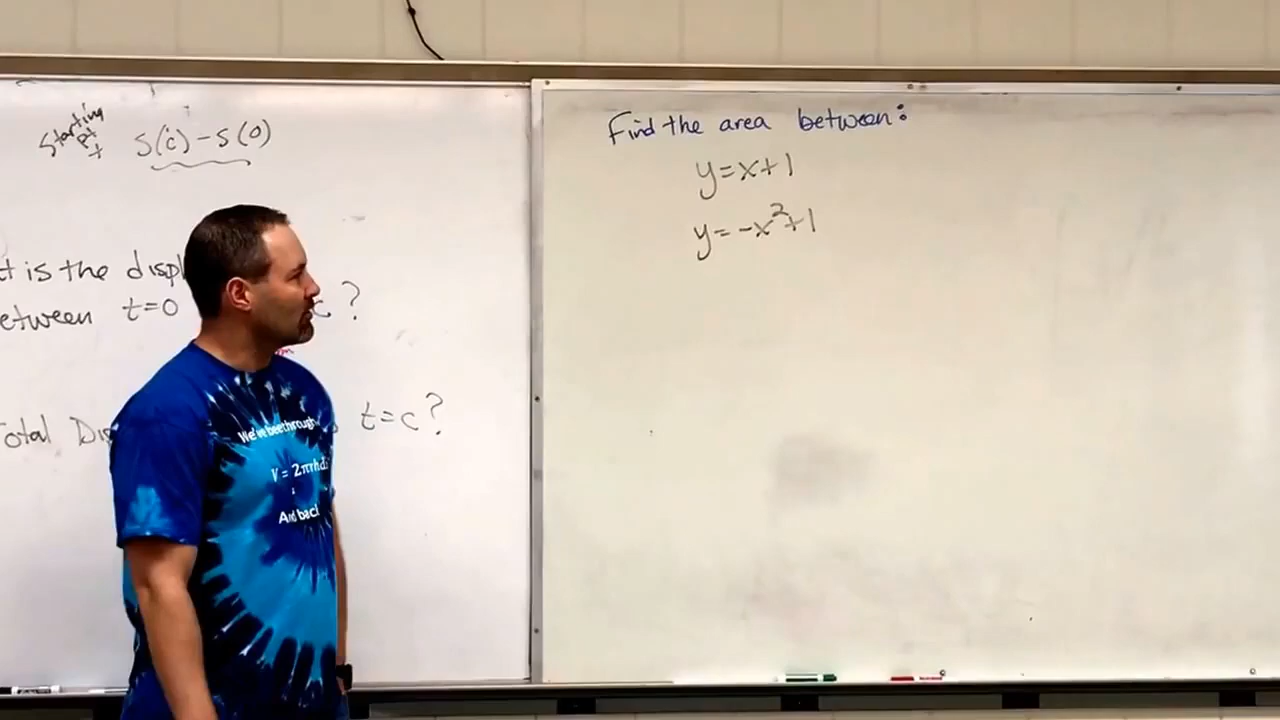 Starting
Pt
+
S(c) - S(0)
t is the displ
etween t=0 c?
otal Dis t=c?
We've been through
V = 2πrhd
And back
Find the area between:
y=x+1
y=-x²+1